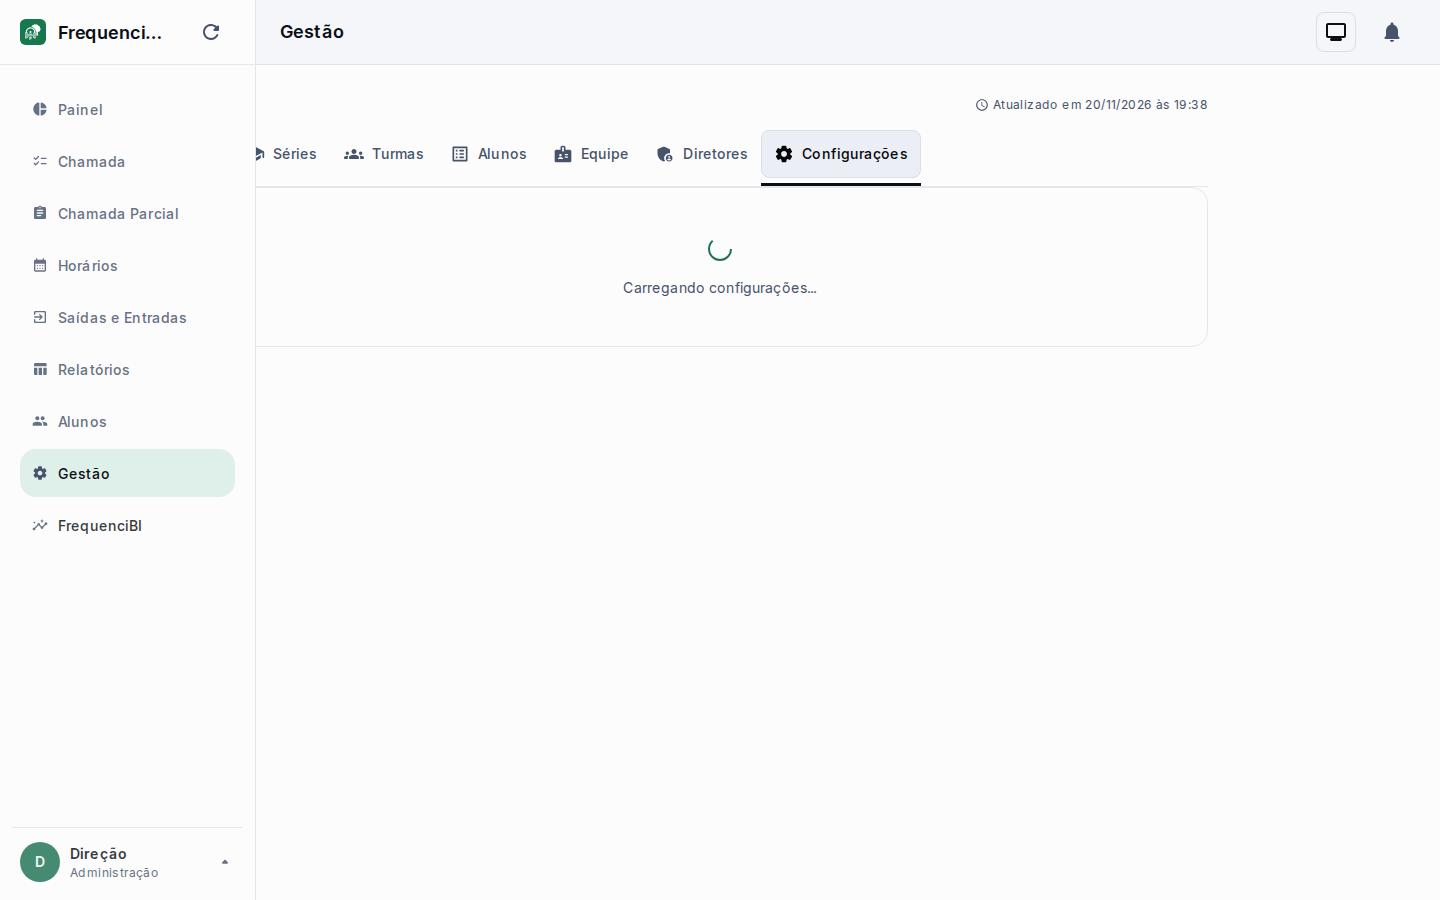 Frequenci...
Gestão
Painel
Chamada
Chamada Parcial
Horários
Saídas e Entradas
Relatórios
Alunos
Gestão
FrequenciBI
D
Direção
Administração
Atualizado em 20/11/2026 às 19:38
Séries
Turmas
Alunos
Equipe
Diretores
Configurações
Carregando configurações...